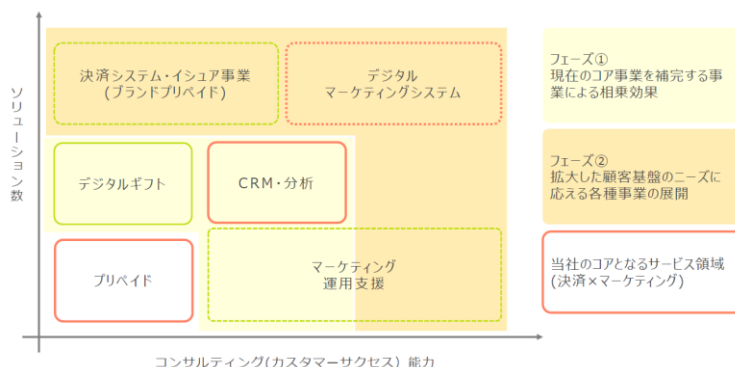 ソリューション数
決済システム・イシュア事業
(ブランドプリペイド)
デジタル
マーケティングシステム
デジタルギフト
CRM・分析
プリペイド
マーケティング
運用支援
コンサルティング(カスタマーサクセス) 能力
フェーズ①
現在のコア事業を補完する事
業による相乗効果
フェーズ②
拡大した顧客基盤のニーズに
応える各種事業の展開
当社のコアとなるサービス領域
(決済×マーケティング)